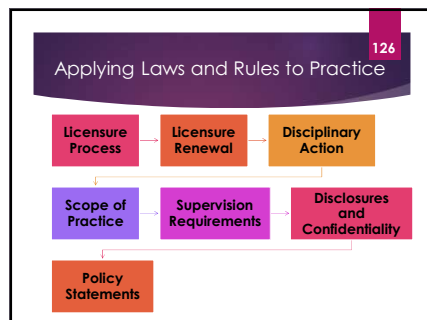 126
Applying Laws and Rules to Practice
Licensure
Process
Licensure
Renewal
Disciplinary
Action
Scope of
Practice
Supervision
Requirements
Disclosures
and
Confidentiality
Policy
Statements